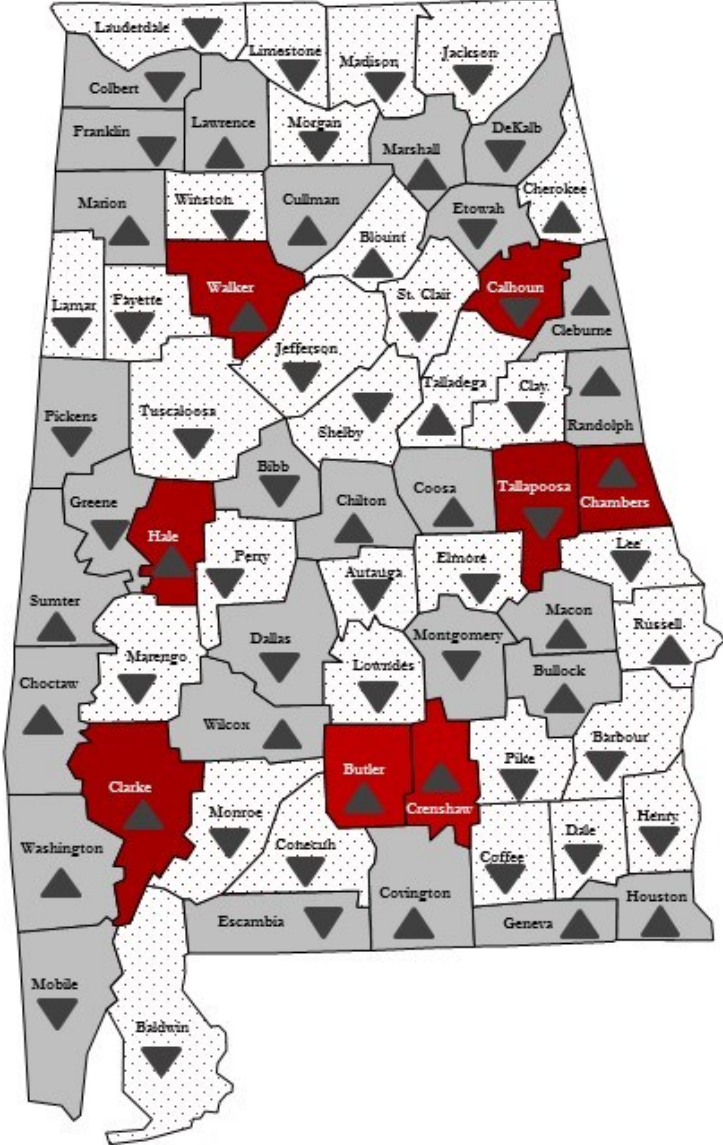 Lauderdale
Limestone
Madison
Jackson
Colbert
Franklin
Lawrence
Morgan
Marshall
DeKalb
Marion
Winston
Cullman
Blount
Etowah
Cherokee
Lamar
Fayette
Walker
Jefferson
St. Clair
Calhoun
Cleburne
Pickens
Tuscaloosa
Shelby
Talladega
Clay
Randolph
Greene
Hale
Bibb
Chilton
Coosa
Tallapoosa
Chambers
Sumter
Perry
Autauga
Elmore
Lee
Choctaw
Marengo
Dallas
Lowndes
Montgomery
Macon
Russell
Bullock
Clarke
Wilcox
Butler
Crenshaw
Pike
Barbour
Washington
Monroe
Conecuh
Covington
Coffee
Dale
Henry
Mobile
Baldwin
Escambia
Geneva
Houston